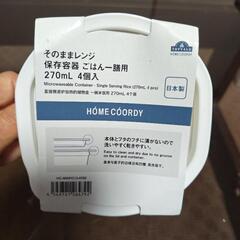 TOPVALU
HOME COORDY
そのままレンジ
保存容器 ごはん一膳用
270mL 4個入
日本製
Microwaveable Container - Single Serving Rice (270mL 4 pcs)
HOME COORDY
本体とフタのフチに溝がないので
洗いやすく乾きやすい。
Easy to clean and dry due to no groove
on the lid and container.